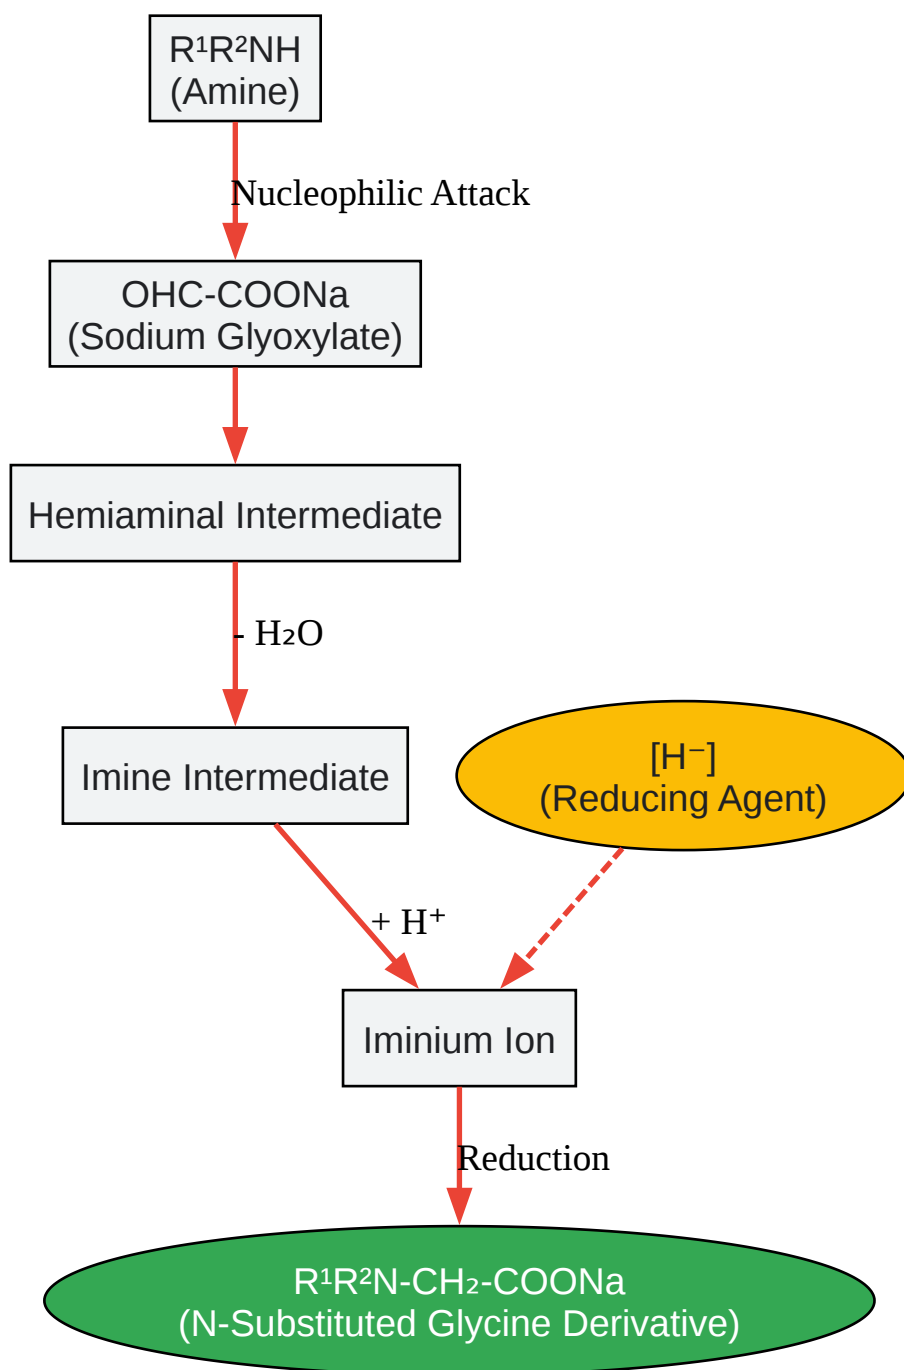 R¹R²NH
(Amine)
Nucleophilic Attack
OHC-COONa
(Sodium Glyoxylate)
Hemiaminal Intermediate
- H₂O
Imine Intermediate
[H⁻]
(Reducing Agent)
+ H⁺
Iminium Ion
Reduction
R¹R²N-CH₂-COONa
(N-Substituted Glycine Derivative)